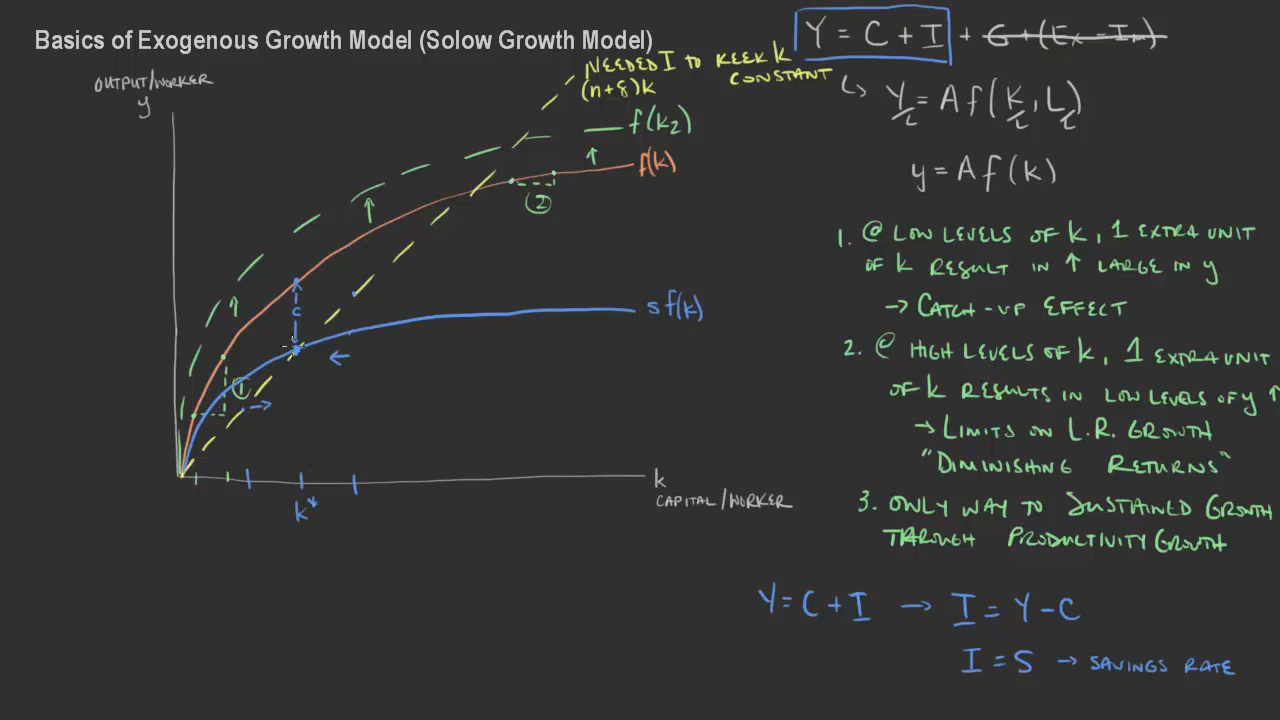 Basics of Exogenous Growth Model (Solow Growth Model)
Y = C + I + G + (Ex - Im)
OUTPUT/WORKER
y
NEEDED I TO KEEK k
CONSTANT
(n+δ)k
Y/L = A f(K/L, L/L)
f(k2)
f(k)
y = A f(k)
2
1. @ LOW LEVELS OF k, 1 EXTRA UNIT
OF k RESULT IN ↑ LARGE IN y
→ CATCH-UP EFFECT
c
s f(k)
2. @ HIGH LEVELS OF k, 1 EXTRA UNIT
OF k RESULTS IN LOW LEVELS OF y ↑
→ LIMITS ON L.R. GROWTH
"DIMINISHING RETURNS"
1
k
CAPITAL/WORKER
k*
3. ONLY WAY TO SUSTAINED GROWTH
THROUGH PRODUCTIVITY GROWTH
Y = C + I → I = Y - C
I = S → SAVINGS RATE